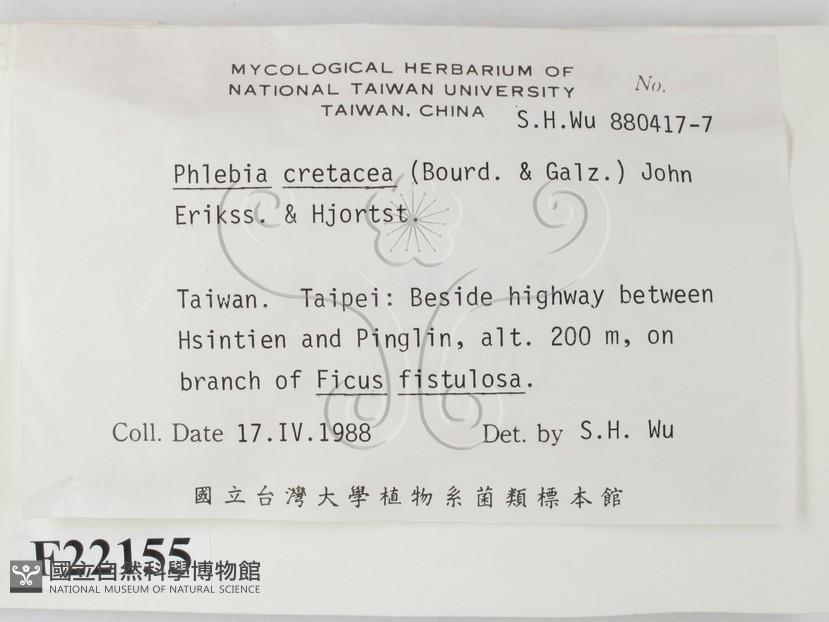 MYCOLOGICAL HERBARIUM OF
NATIONAL TAIWAN UNIVERSITY
TAIWAN, CHINA
No.
S.H.Wu 880417-7
Phlebia cretacea (Bourd. & Galz.) John
Erikss. & Hjortst.
Taiwan. Taipei: Beside highway between
Hsintien and Pinglin, alt. 200 m, on
branch of Ficus fistulosa.
Coll. Date 17.IV.1988 Det. by S.H. Wu
國立台灣大學植物系菌類標本館
F22155
國立自然科學博物館
NATIONAL MUSEUM OF NATURAL SCIENCE